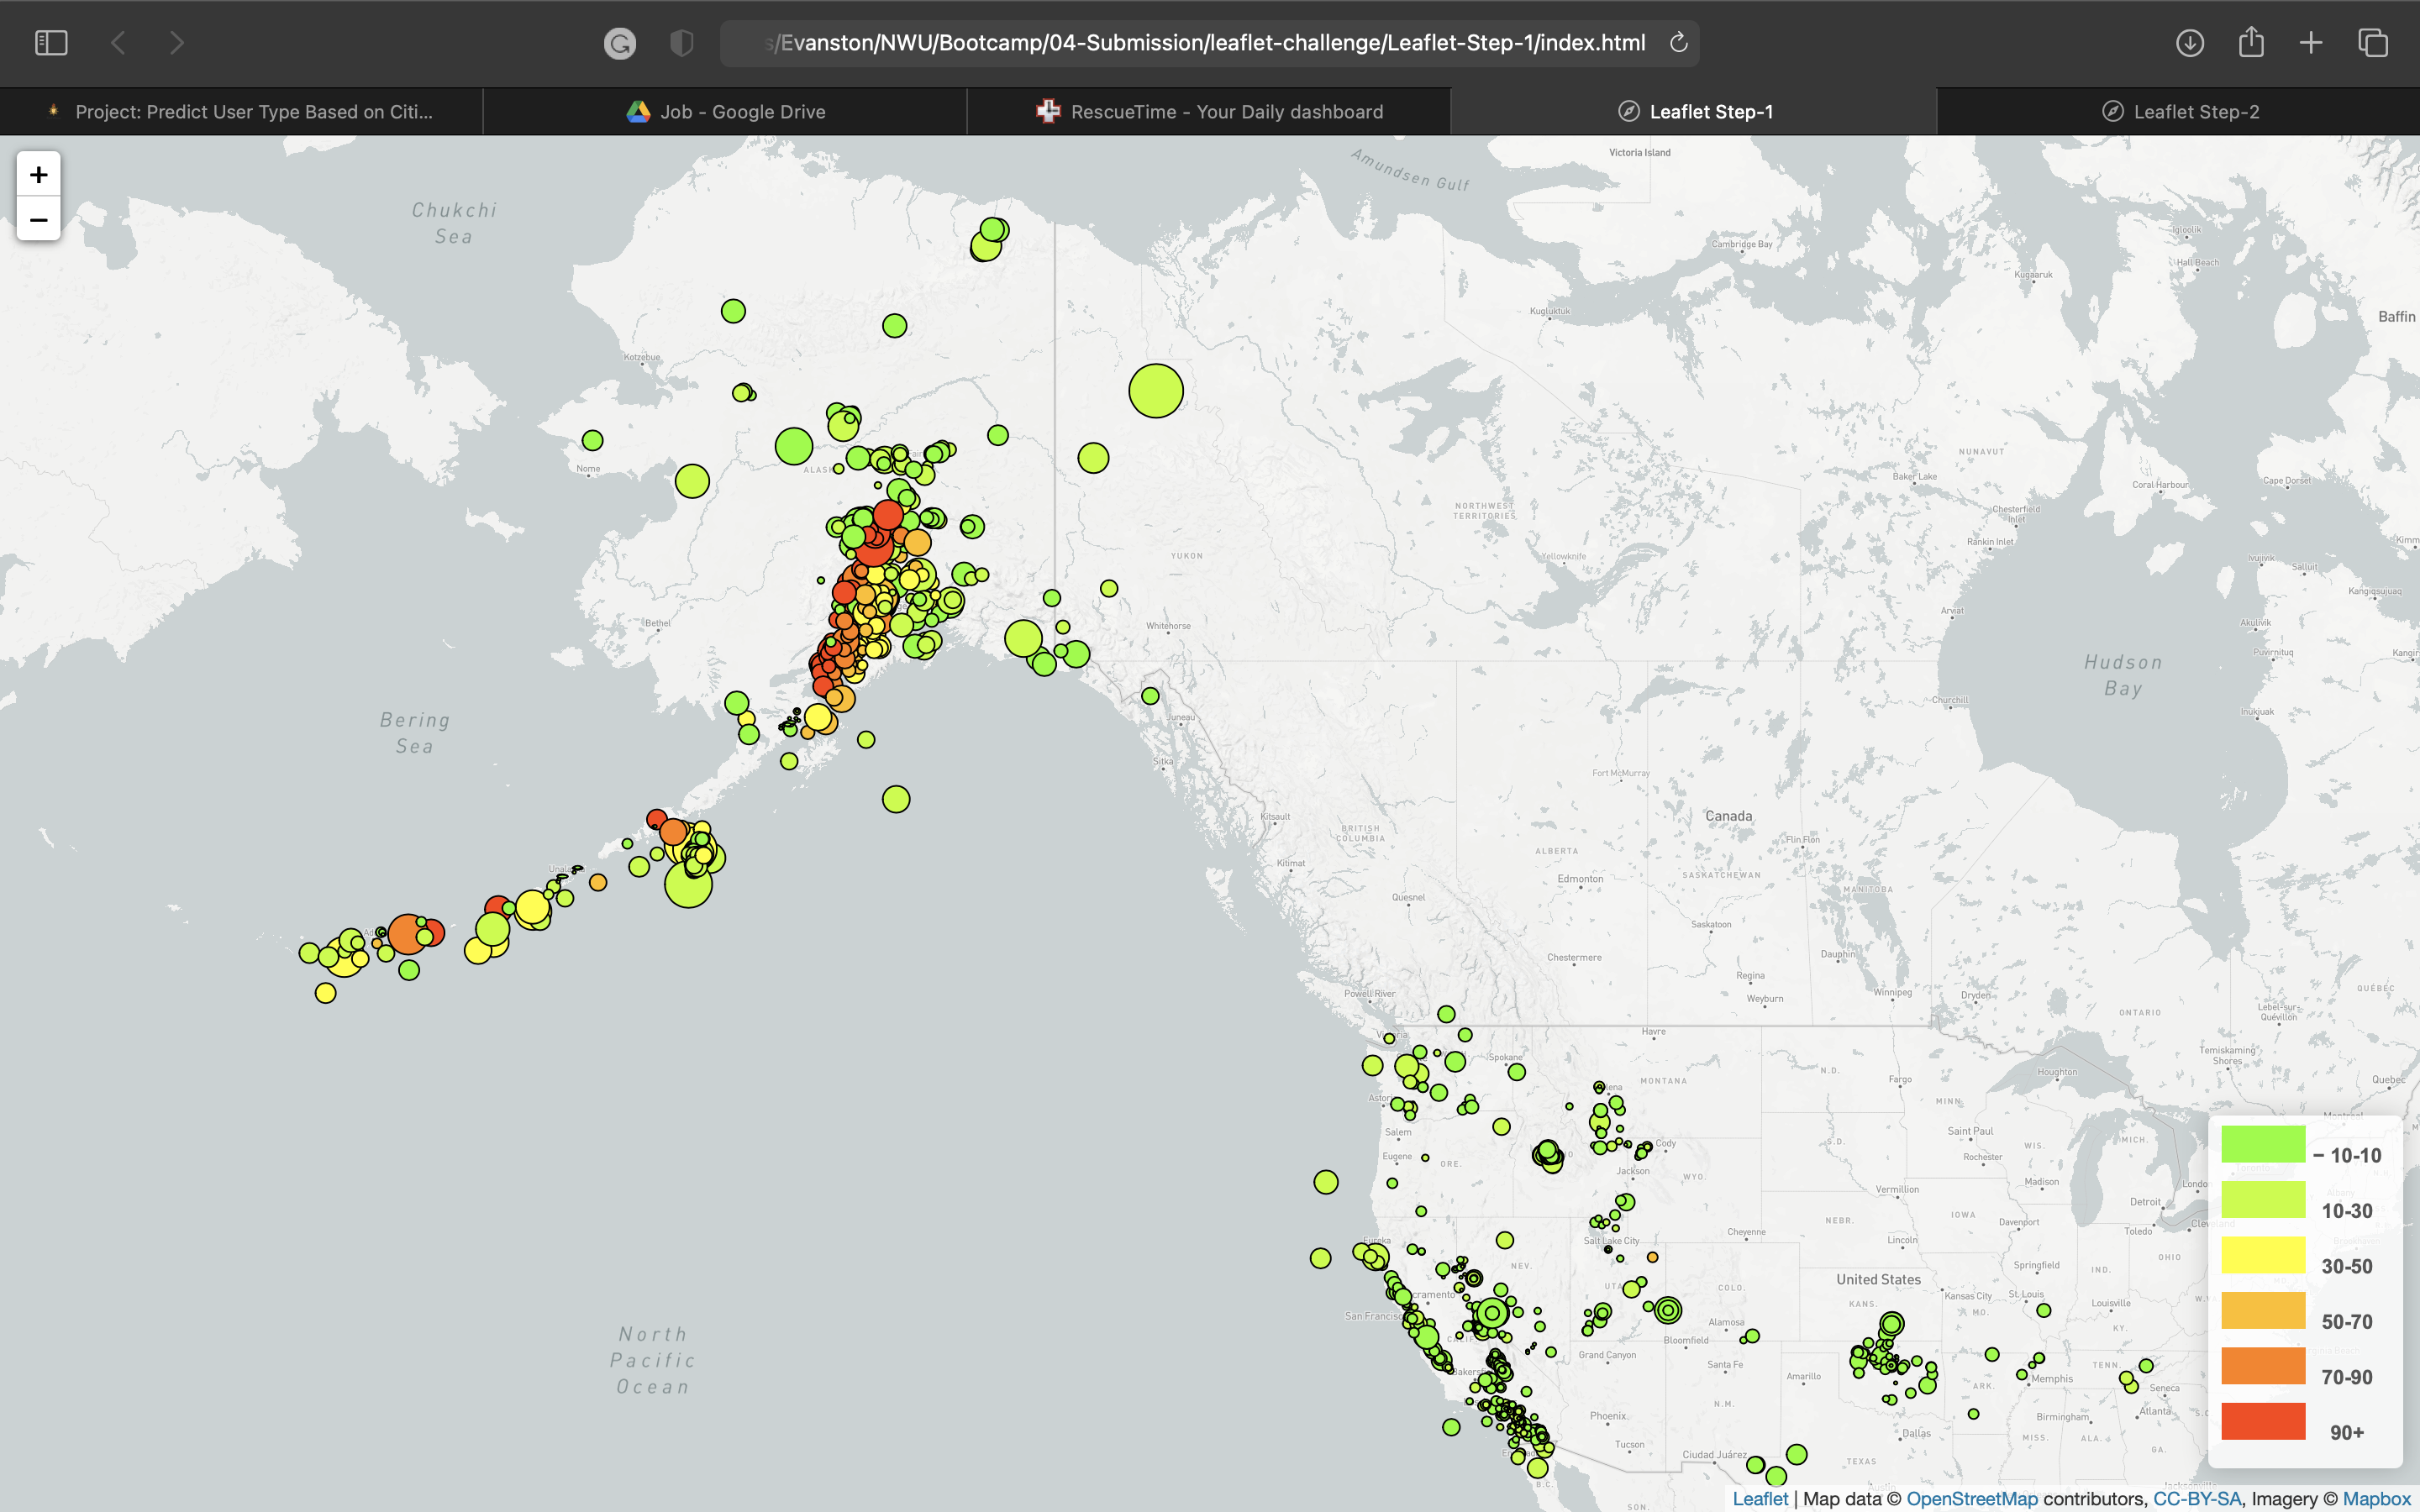 s/Evanston/NWU/Bootcamp/04-Submission/leaflet-challenge/Leaflet-Step-1/index.html
Project: Predict User Type Based on Citi...
Job - Google Drive
RescueTime - Your Daily dashboard
Leaflet Step-1
Leaflet Step-2
+
−
Amundsen Gulf
Victoria Island
Chukchi
Sea
Igloolik
Cambridge Bay
Hall Beach
Kugaaruk
Kugluktuk
Baffin
Kotzebue
Nome
ALASK
NUNAVUT
Baker Lake
Coral Harbour
Cape Dorset
NORTHWEST
TERRITORIES
Chesterfield
Inlet
Rankin Inlet
Yellowknife
YUKON
Ivujivik
Salluit
Kangiqsujuaq
Arviat
Akulivik
Bethel
Whitehorse
Puvirnituq
Hudson
Bay
Churchill
Inukjuak
Juneau
Bering
Sea
Sitka
Fort McMurray
Kitsault
BRITISH
COLUMBIA
Canada
Flin Flon
ALBERTA
Kitimat
Edmonton
SASKATCHEWAN
MANITOBA
Quesnel
Saskatoon
Chestermere
Dauphin
Regina
Weyburn
Powell River
Winnipeg
Dryden
QUÉBEC
Lebel-sur-
Quévillon
ONTARIO
Havre
Spokane
Temiskaming
Shores
Houghton
MONTANA
N.D.
Fargo
Quebec
MINN.
Salem
Saint Paul
Cody
S.D.
WIS.
MICH.
Eugene
ORE.
Rochester
Jackson
WYO.
Madison
Vermillion
Detroit
IOWA
Davenport
Toledo
Cheyenne
NEBR.
Eureka
Salt Lake City
Lincoln
OHIO
NEV.
Springfield
IND.
United States
COLO.
Kansas City
St. Louis
Louisville
KANS.
MO.
KY.
Alamosa
Bloomfield
Grand Canyon
Santa Fe
TENN.
Amarillo
ARK.
Memphis
Seneca
N.M.
Phoenix
Birmingham
Atlanta
Tucson
Dallas
MISS.
ALA.
GA.
Ciudad Juárez
TEXAS
B.C.
SON.
North
Pacific
Ocean
– 10-10
10-30
30-50
50-70
70-90
90+
Leaflet | Map data © OpenStreetMap contributors, CC-BY-SA, Imagery © Mapbox